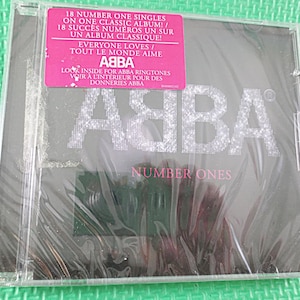 18 NUMBER ONE SINGLES
ON ONE CLASSIC ALBUM! /
18 SUCCÈS NUMÉROS UN SUR
UN ALBUM CLASSIQUE!
EVERYONE LOVES /
TOUT LE MONDE AIME
ABBA
LOOK INSIDE FOR ABBA RINGTONES
VOIR À L'INTÉRIEUR POUR DES
DONNERIES ABBA
ABBA
NUMBER ONES